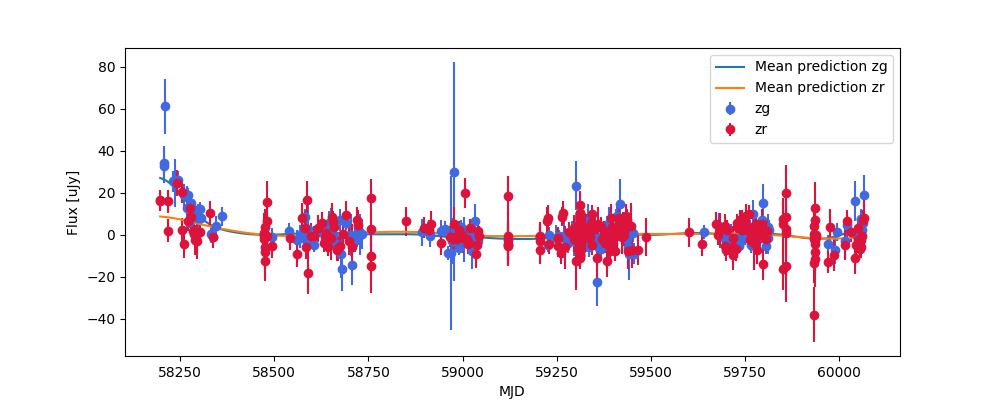 80
60
40
20
0
−20
−40
Flux [uJy]
58250
58500
58750
59000
59250
59500
59750
60000
MJD
Mean prediction zg
Mean prediction zr
zg
zr